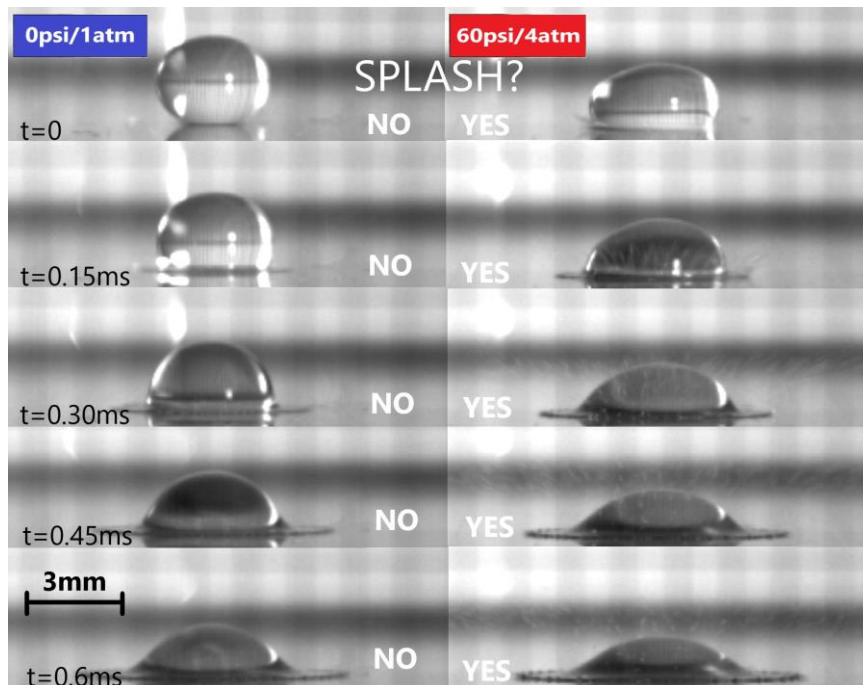 0psi/1atm
60psi/4atm
SPLASH?
t=0
NO
YES
t=0.15ms
NO
YES
t=0.30ms
NO
YES
t=0.45ms
NO
YES
3mm
t=0.6ms
NO
YES